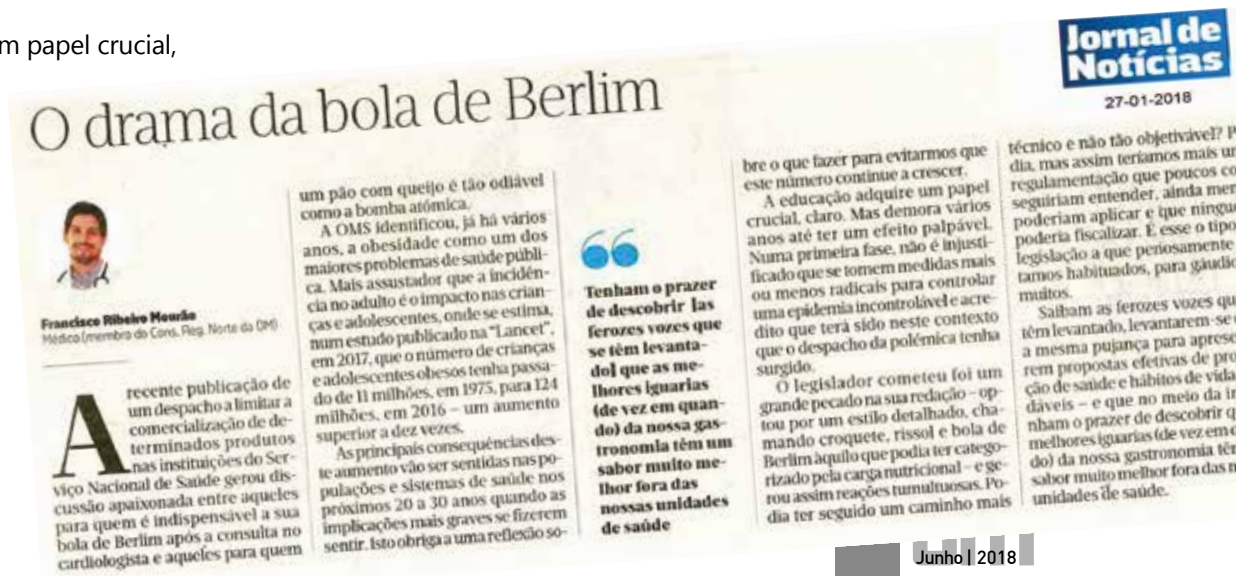 m papel crucial,
Jornal de
Notícias
27-01-2018
O drama da bola de Berlim
Francisco Ribeiro Mourão
Médico (membro do Cons. Reg. Norte da OM)
A recente publicação de
um despacho a limitar a
comercialização de de-
terminados produtos
nas instituições do Ser-
viço Nacional de Saúde gerou dis-
cussão apaixonada entre aqueles
para quem é indispensável a sua
bola de Berlim após a consulta no
cardiologista e aqueles para quem
um pão com queijo é tão odiável
como a bomba atómica.
A OMS identificou, já há vários
anos, a obesidade como um dos
maiores problemas de saúde públi-
ca. Mais assustador que a incidên-
cia no adulto é o impacto nas crian-
ças e adolescentes, onde se estima,
num estudo publicado na "Lancet",
em 2017, que o número de crianças
e adolescentes obesos tenha passa-
do de 11 milhões, em 1975, para 124
milhões, em 2016 – um aumento
superior a dez vezes.
As principais consequências des-
te aumento vão ser sentidas nas po-
pulações e sistemas de saúde nos
próximos 20 a 30 anos quando as
implicações mais graves se fizerem
sentir. Isto obriga a uma reflexão so-
Tenham o prazer
de descobrir [as
ferozes vozes que
se têm levanta-
do] que as me-
lhores iguarias
(de vez em quan-
do) da nossa gas-
tronomia têm um
sabor muito me-
lhor fora das
nossas unidades
de saúde
bre o que fazer para evitarmos que
este número continue a crescer.
A educação adquire um papel
crucial, claro. Mas demora vários
anos até ter um efeito palpável.
Numa primeira fase, não é injusti-
ficado que se tomem medidas mais
ou menos radicais para controlar
uma epidemia incontrolável e acre-
dito que terá sido neste contexto
que o despacho da polémica tenha
surgido.
O legislador cometeu foi um
grande pecado na sua redação – op-
tou por um estilo detalhado, cha-
mando croquete, rissol e bola de
Berlim àquilo que podia ter catego-
rizado pela carga nutricional – e ge-
rou assim reações tumultuosas. Po-
dia ter seguido um caminho mais
técnico e não tão objetivável? P
dia, mas assim teríamos mais um
regulamentação que poucos co
seguiriam entender, ainda men
poderiam aplicar e que ningué
poderia fiscalizar. É esse o tipo
legislação a que penosamente
tamos habituados, para gáudio
muitos.
Saibam as ferozes vozes qu
têm levantado, levantarem-se
a mesma pujança para aprese
rem propostas efetivas de pro
ção de saúde e hábitos de vida
dáveis – e que no meio da i
nham o prazer de descobrir q
melhores iguarias (de vez em
do) da nossa gastronomia tê
sabor muito melhor fora das n
unidades de saúde.
Junho | 2018